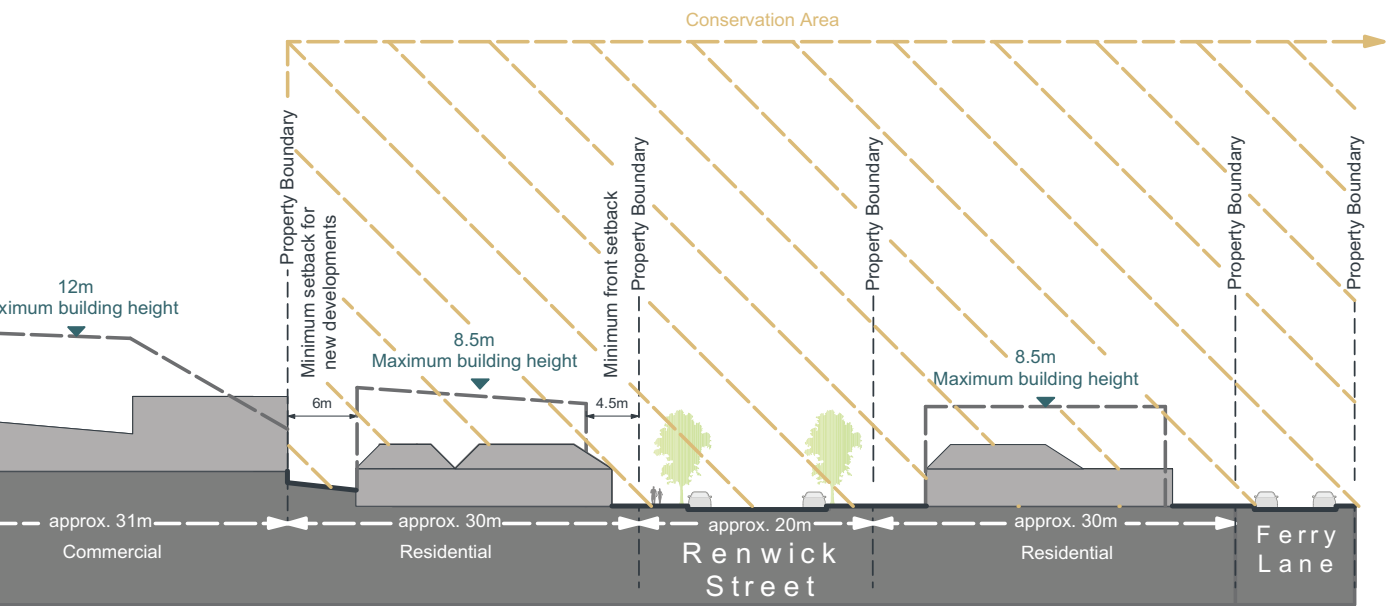 Conservation Area
Property Boundary
Minimum setback for
new developments
Minimum front setback
Property Boundary
Property Boundary
Property Boundary
Property Boundary
12m
building height
8.5m
Maximum building height
8.5m
Maximum building height
6m
4.5m
approx. 31m
approx. 30m
approx. 20m
approx. 30m
Commercial
Residential
Renwick
Street
Residential
Ferry
Lane